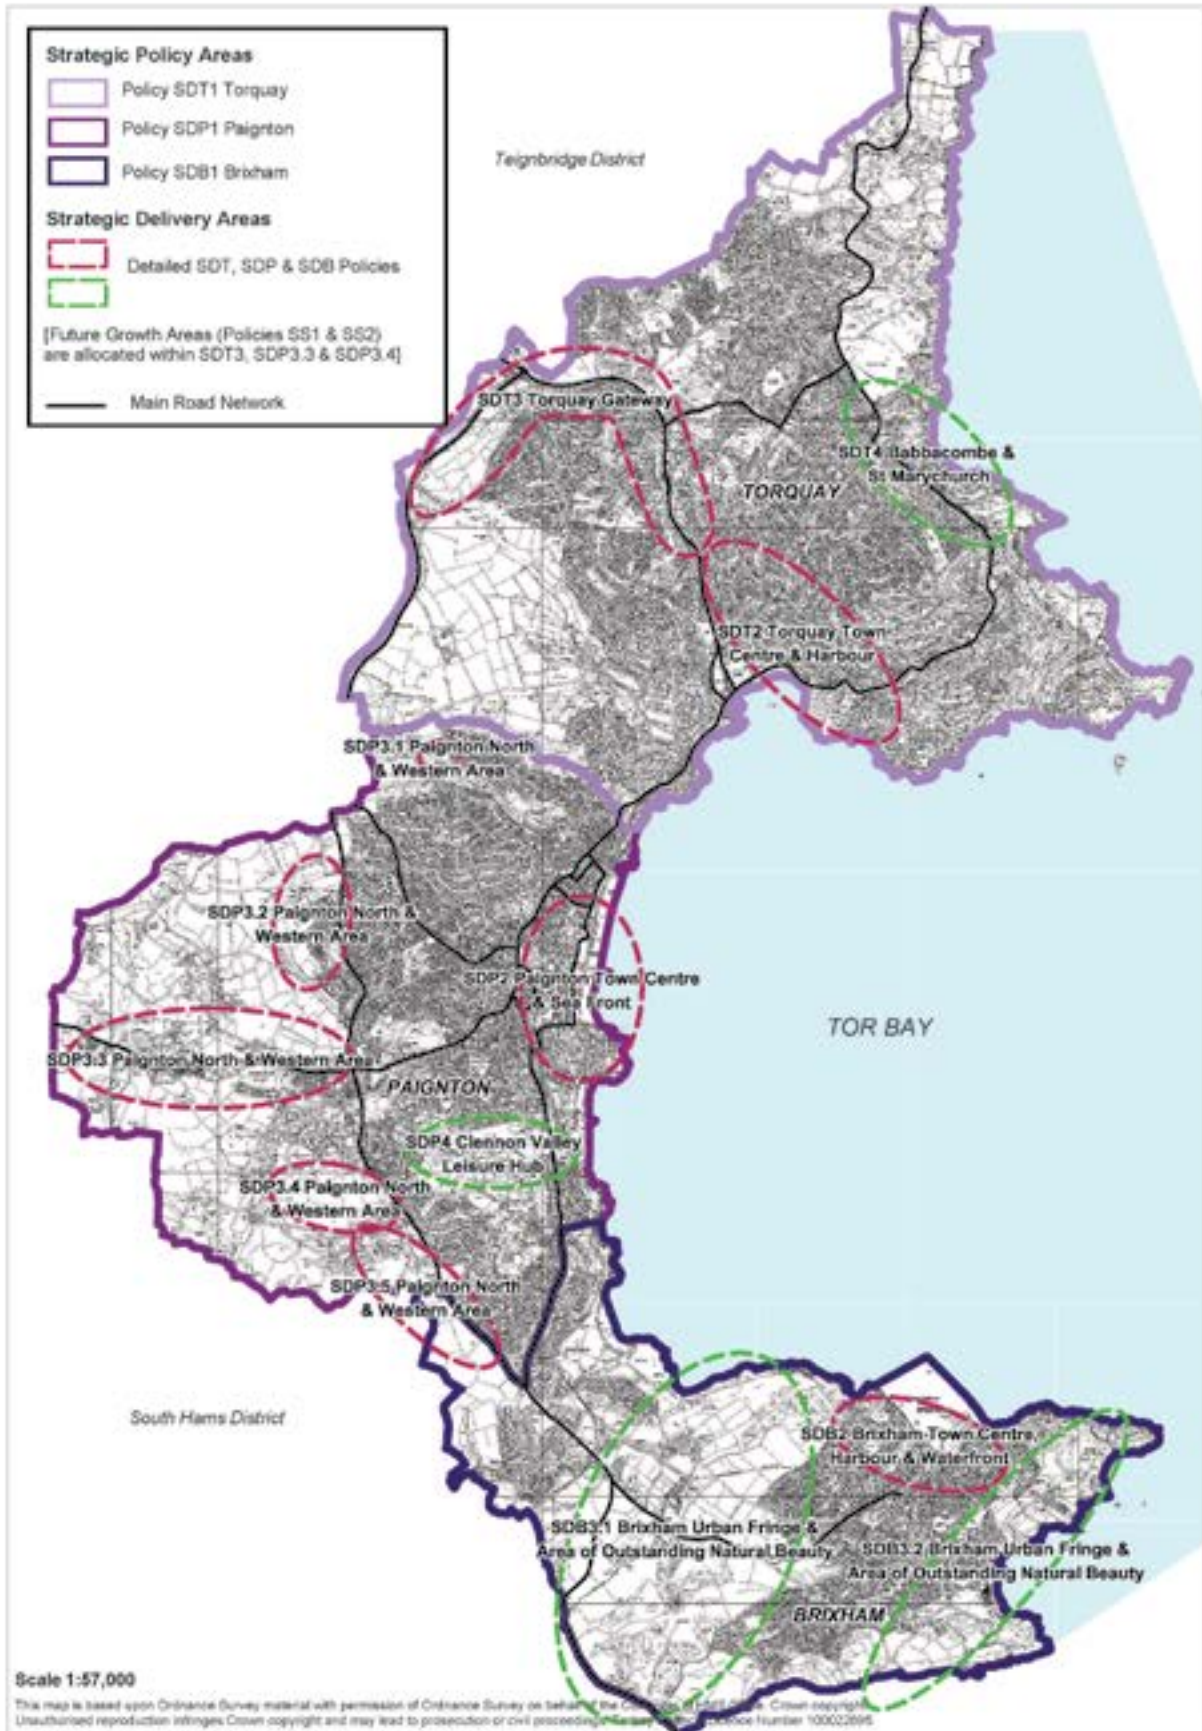 Strategic Policy Areas
Policy SDT1 Torquay
Policy SDP1 Paignton
Policy SDB1 Brixham
Strategic Delivery Areas
Detailed SDT, SDP & SDB Policies
[Future Growth Areas (Policies SS1 & SS2)
are allocated within SDT3, SDP3.3 & SDP3.4]
Main Road Network
Teignbridge District
SDT3 Torquay Gateway
SDT4 Babbacombe &
St Marychurch
TORQUAY
SDT2 Torquay Town
Centre & Harbour
SDP3.1 Paignton North
& Western Area
SDP3.2 Paignton North &
Western Area
SDP2 Paignton Town Centre
& Sea Front
TOR BAY
SDP3.3 Paignton North & Western Area
PAIGNTON
SDP4 Clennon Valley
Leisure Hub
SDP3.4 Paignton North
& Western Area
SDP3.5 Paignton North
& Western Area
South Hams District
SDB2 Brixham Town Centre,
Harbour & Waterfront
SDB3.1 Brixham Urban Fringe &
Area of Outstanding Natural Beauty
SDB3.2 Brixham Urban Fringe &
Area of Outstanding Natural Beauty
BRIXHAM
Scale 1:57,000
This map is based upon Ordnance Survey material with permission of Ordnance Survey on behalf of the Crown copyright
Unauthorised reproduction infringes Crown copyright and may lead to prosecution or civil proceedings. Licence Number 100022695